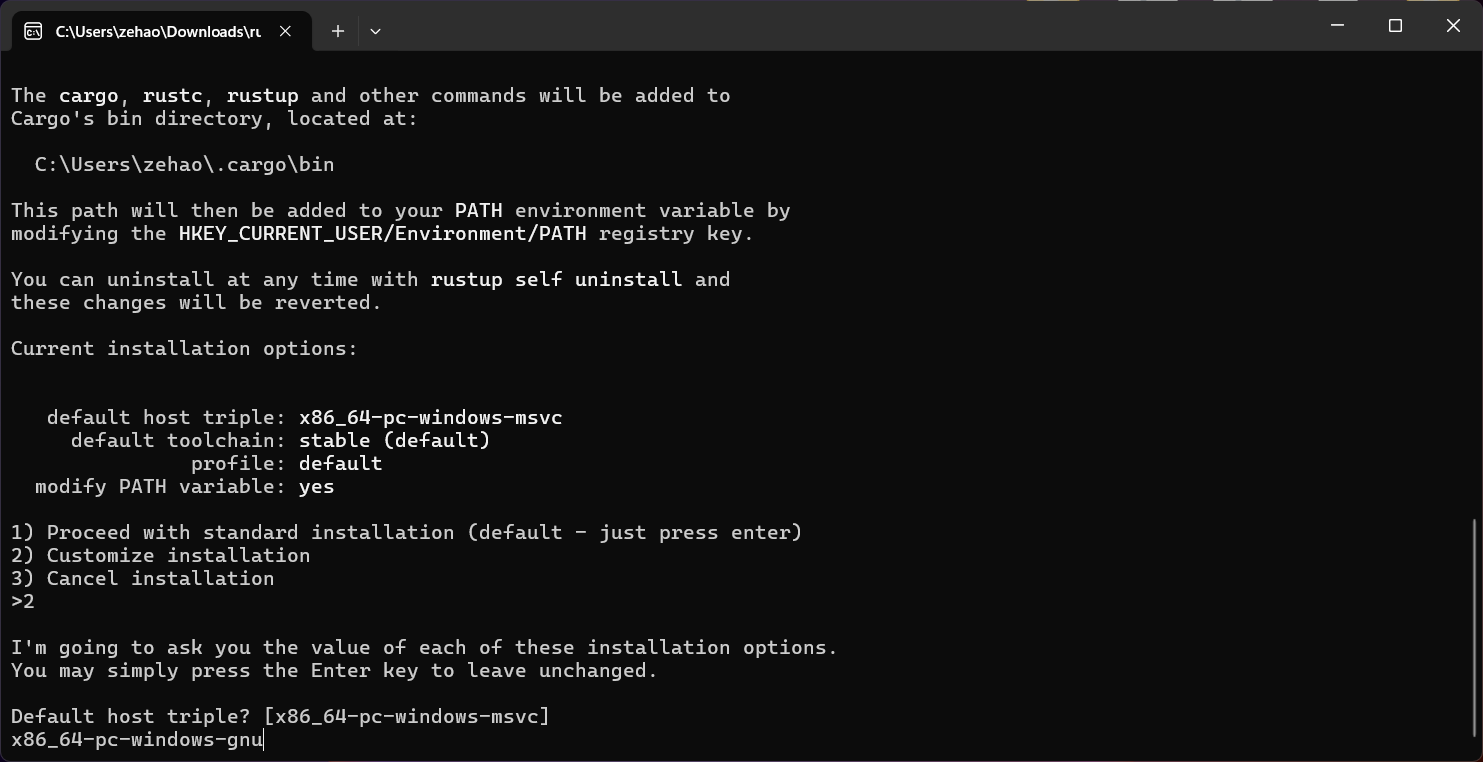 C:\Users\zehao\Downloads\ru
The cargo, rustc, rustup and other commands will be added to
Cargo's bin directory, located at:
C:\Users\zehao\.cargo\bin
This path will then be added to your PATH environment variable by
modifying the HKEY_CURRENT_USER/Environment/PATH registry key.
You can uninstall at any time with rustup self uninstall and
these changes will be reverted.
Current installation options:
default host triple: x86_64-pc-windows-msvc
default toolchain: stable (default)
profile: default
modify PATH variable: yes
1) Proceed with standard installation (default - just press enter)
2) Customize installation
3) Cancel installation
>2
I'm going to ask you the value of each of these installation options.
You may simply press the Enter key to leave unchanged.
Default host triple? [x86_64-pc-windows-msvc]
x86_64-pc-windows-gnu